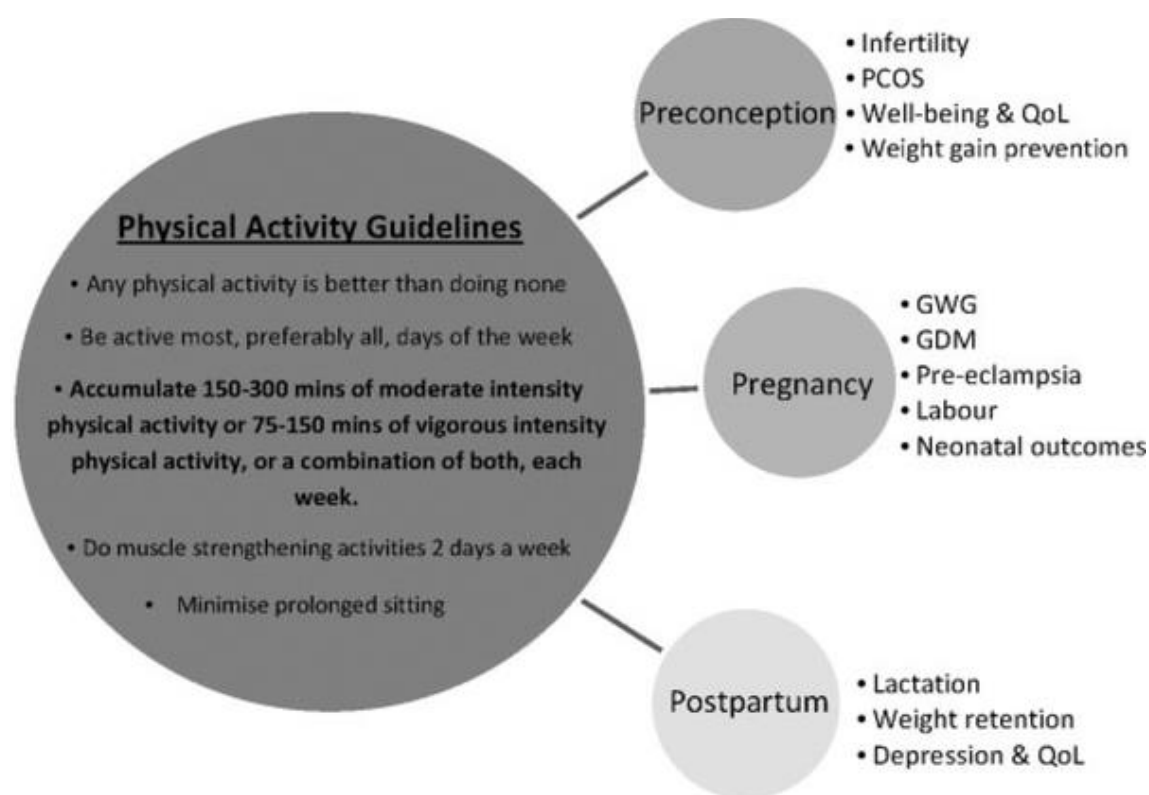 Physical Activity Guidelines
• Any physical activity is better than doing none
• Be active most, preferably all, days of the week
• Accumulate 150-300 mins of moderate intensity
physical activity or 75-150 mins of vigorous intensity
physical activity, or a combination of both, each
week.
• Do muscle strengthening activities 2 days a week
• Minimise prolonged sitting
Preconception
• Infertility
• PCOS
• Well-being & QoL
• Weight gain prevention
Pregnancy
• GWG
• GDM
• Pre-eclampsia
• Labour
• Neonatal outcomes
Postpartum
• Lactation
• Weight retention
• Depression & QoL